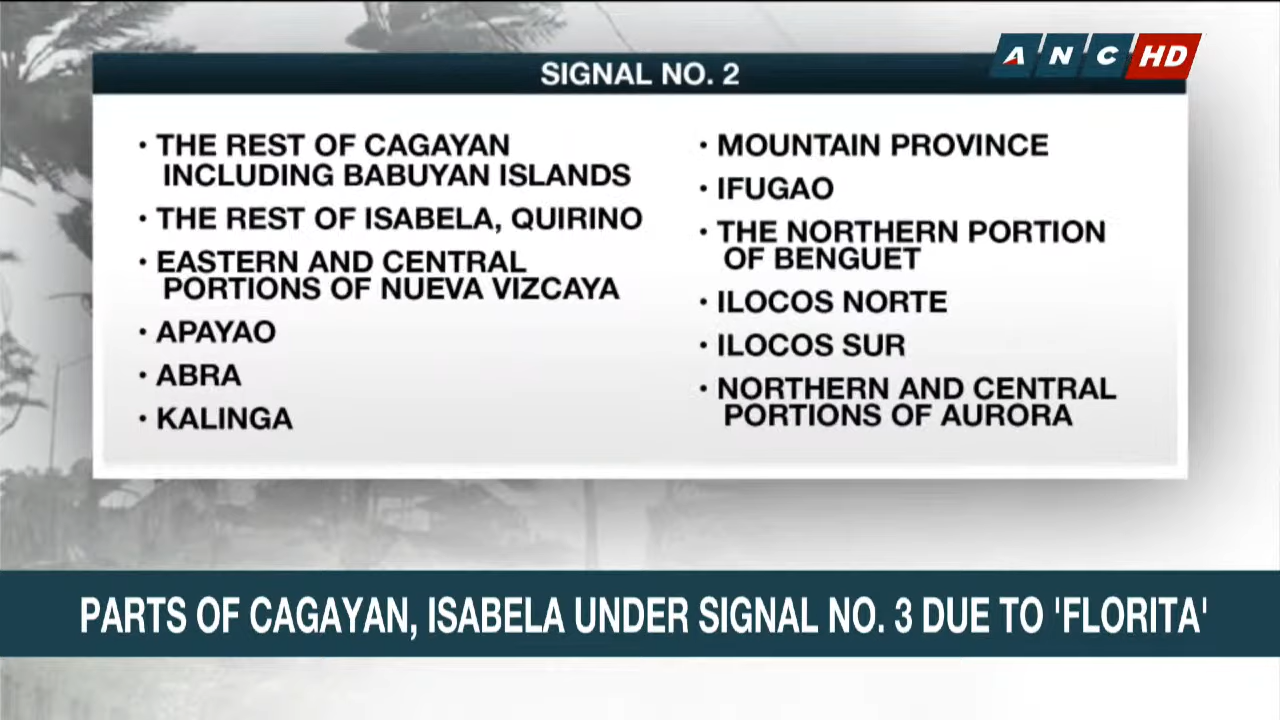 ANC HD
SIGNAL NO. 2
• THE REST OF CAGAYAN
INCLUDING BABUYAN ISLANDS
• THE REST OF ISABELA, QUIRINO
• EASTERN AND CENTRAL
PORTIONS OF NUEVA VIZCAYA
• APAYAO
• ABRA
• KALINGA
• MOUNTAIN PROVINCE
• IFUGAO
• THE NORTHERN PORTION
OF BENGUET
• ILOCOS NORTE
• ILOCOS SUR
• NORTHERN AND CENTRAL
PORTIONS OF AURORA
PARTS OF CAGAYAN, ISABELA UNDER SIGNAL NO. 3 DUE TO 'FLORITA'